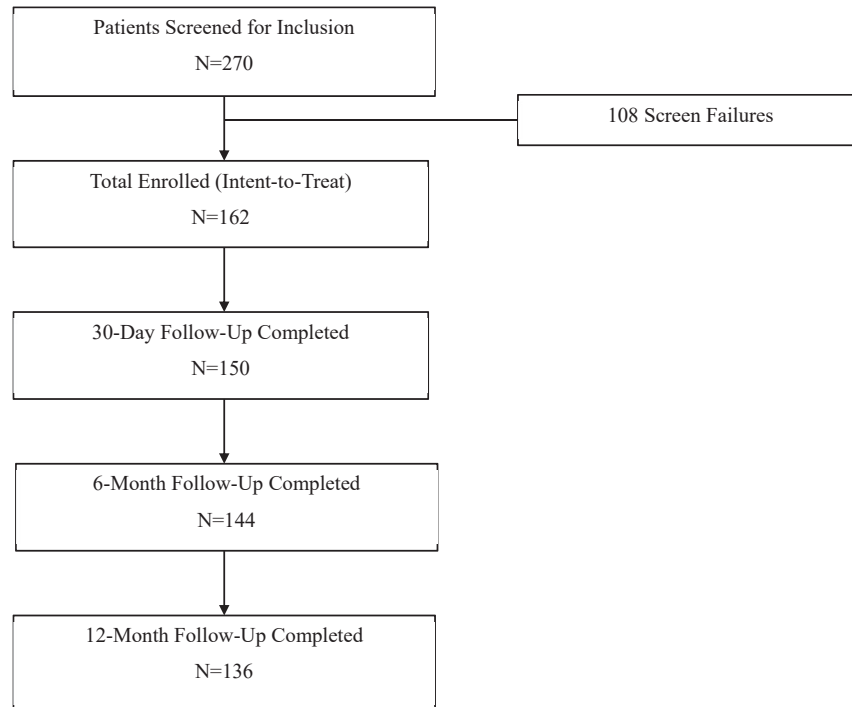 Patients Screened for Inclusion
N=270
108 Screen Failures
Total Enrolled (Intent-to-Treat)
N=162
30-Day Follow-Up Completed
N=150
6-Month Follow-Up Completed
N=144
12-Month Follow-Up Completed
N=136